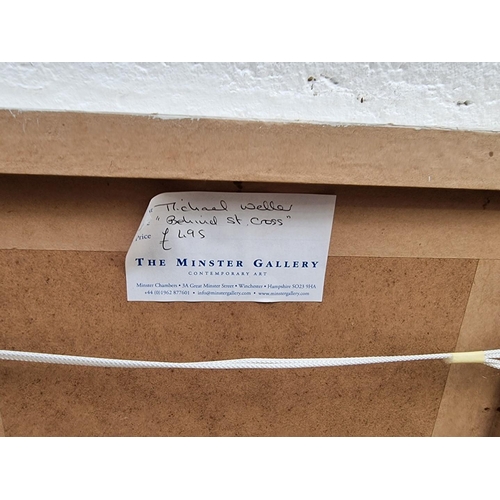 "Michael Weller
- "Behind St. Cross"
Price £ 495
THE MINSTER GALLERY
CONTEMPORARY ART
Minster Chambers • 3A Great Minster Street • Winchester • Hampshire SO23 9HA
+44 (0)1962 877601 • info@minstergallery.com • www.minstergallery.com